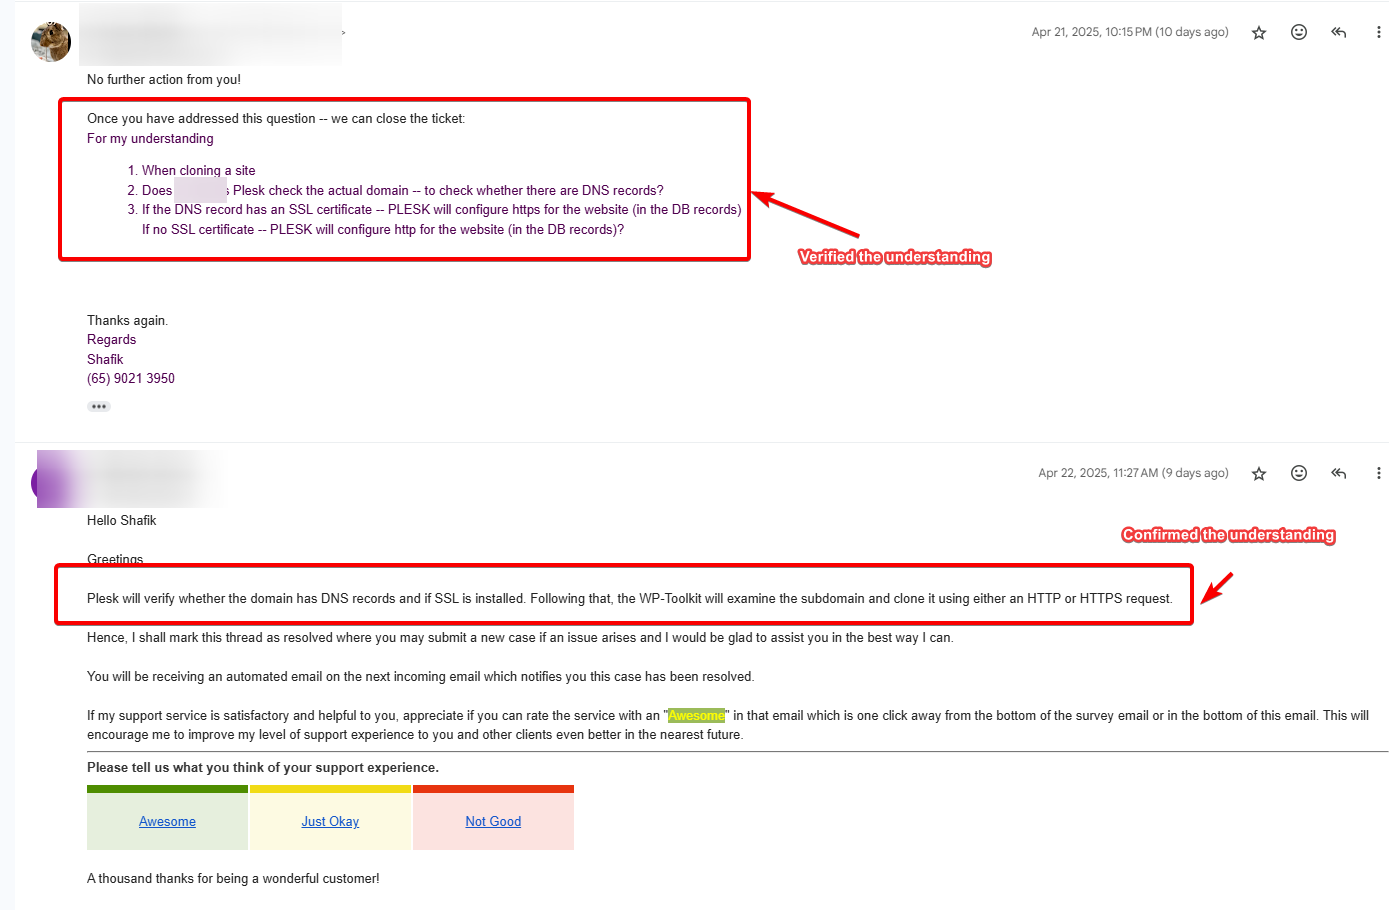 Apr 21, 2025, 10:15 PM (10 days ago)
No further action from you!
Once you have addressed this question -- we can close the ticket:
For my understanding
1. When cloning a site
2. Does Plesk check the actual domain -- to check whether there are DNS records?
3. If the DNS record has an SSL certificate -- PLESK will configure https for the website (in the DB records)
If no SSL certificate -- PLESK will configure http for the website (in the DB records)?
Verified the understanding
Thanks again.
Regards
Shafik
(65) 9021 3950
Apr 22, 2025, 11:27 AM (9 days ago)
Hello Shafik
Confirmed the understanding
Greetings
Plesk will verify whether the domain has DNS records and if SSL is installed. Following that, the WP-Toolkit will examine the subdomain and clone it using either an HTTP or HTTPS request.
Hence, I shall mark this thread as resolved where you may submit a new case if an issue arises and I would be glad to assist you in the best way I can.
You will be receiving an automated email on the next incoming email which notifies you this case has been resolved.
If my support service is satisfactory and helpful to you, appreciate if you can rate the service with an "Awesome" in that email which is one click away from the bottom of the survey email or in the bottom of this email. This will
encourage me to improve my level of support experience to you and other clients even better in the nearest future.
Please tell us what you think of your support experience.
Awesome Just Okay Not Good
A thousand thanks for being a wonderful customer!